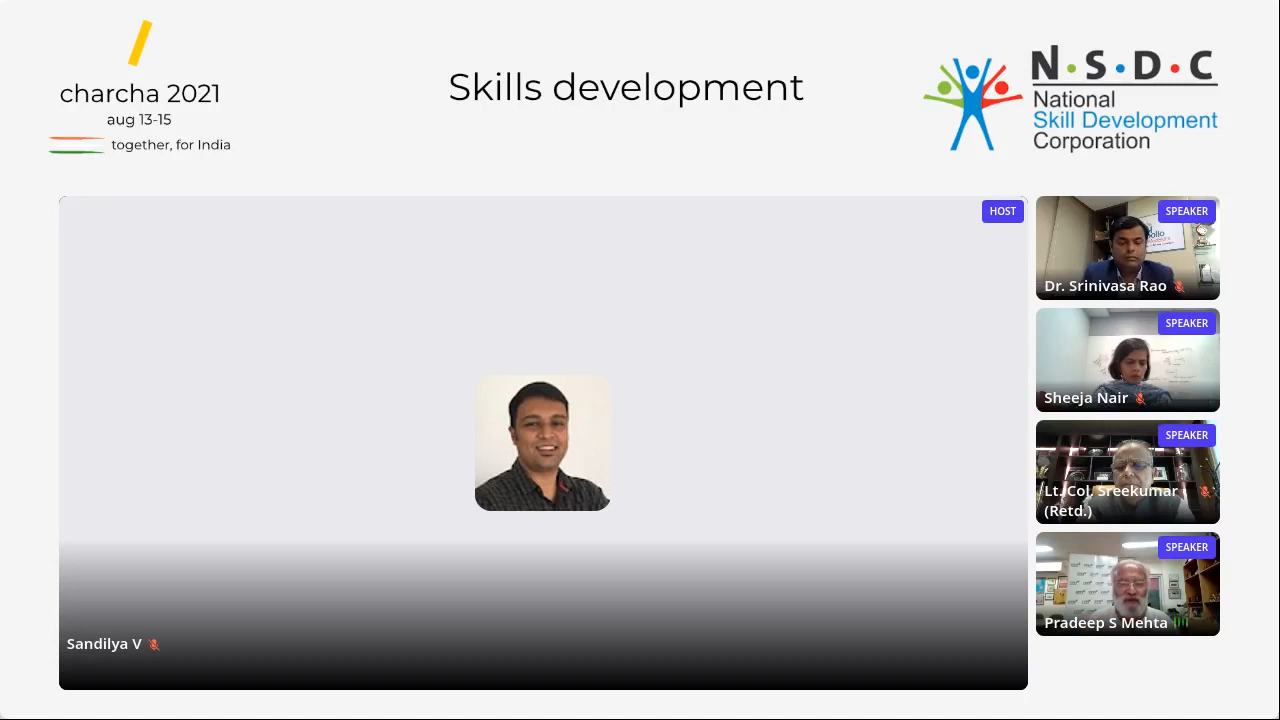 charcha 2021
aug 13-15
together, for India
Skills development
N·S·D·C
National
Skill Development
Corporation
HOST
Sandilya V
SPEAKER
Dr. Srinivasa Rao
SPEAKER
Sheeja Nair
SPEAKER
Lt. Col. Sreekumar
(Retd.)
SPEAKER
Pradeep S Mehta